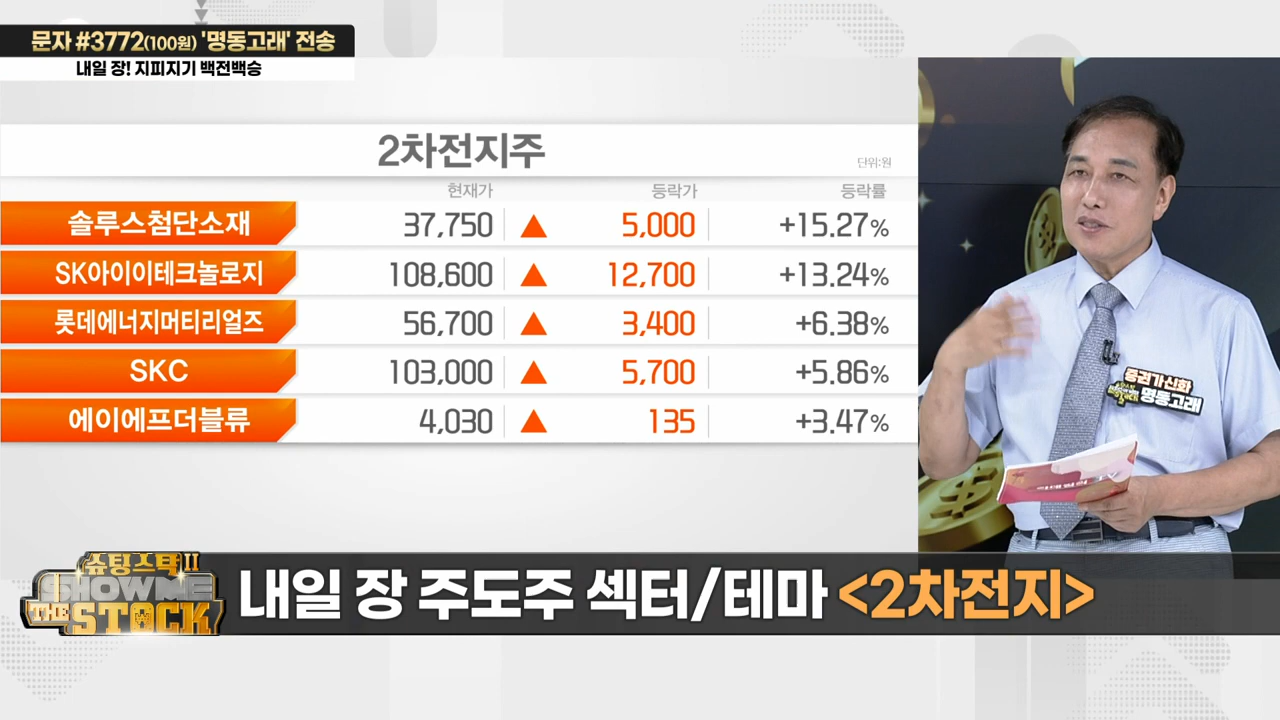 문자 #3772(100원) '명동고래' 전송
내일 장! 지피지기 백전백승
2차전지주
단위:원
현재가 등락가 등락률
솔루스첨단소재 37,750 ▲ 5,000 +15.27%
SK아이이테크놀로지 108,600 ▲ 12,700 +13.24%
롯데에너지머티리얼즈 56,700 ▲ 3,400 +6.38%
SKC 103,000 ▲ 5,700 +5.86%
에이에프더블류 4,030 ▲ 135 +3.47%
증권가신화
명동고래
슈팅스탁II
SHOW ME
THE STOCK
내일 장 주도주 섹터/테마 <2차전지>